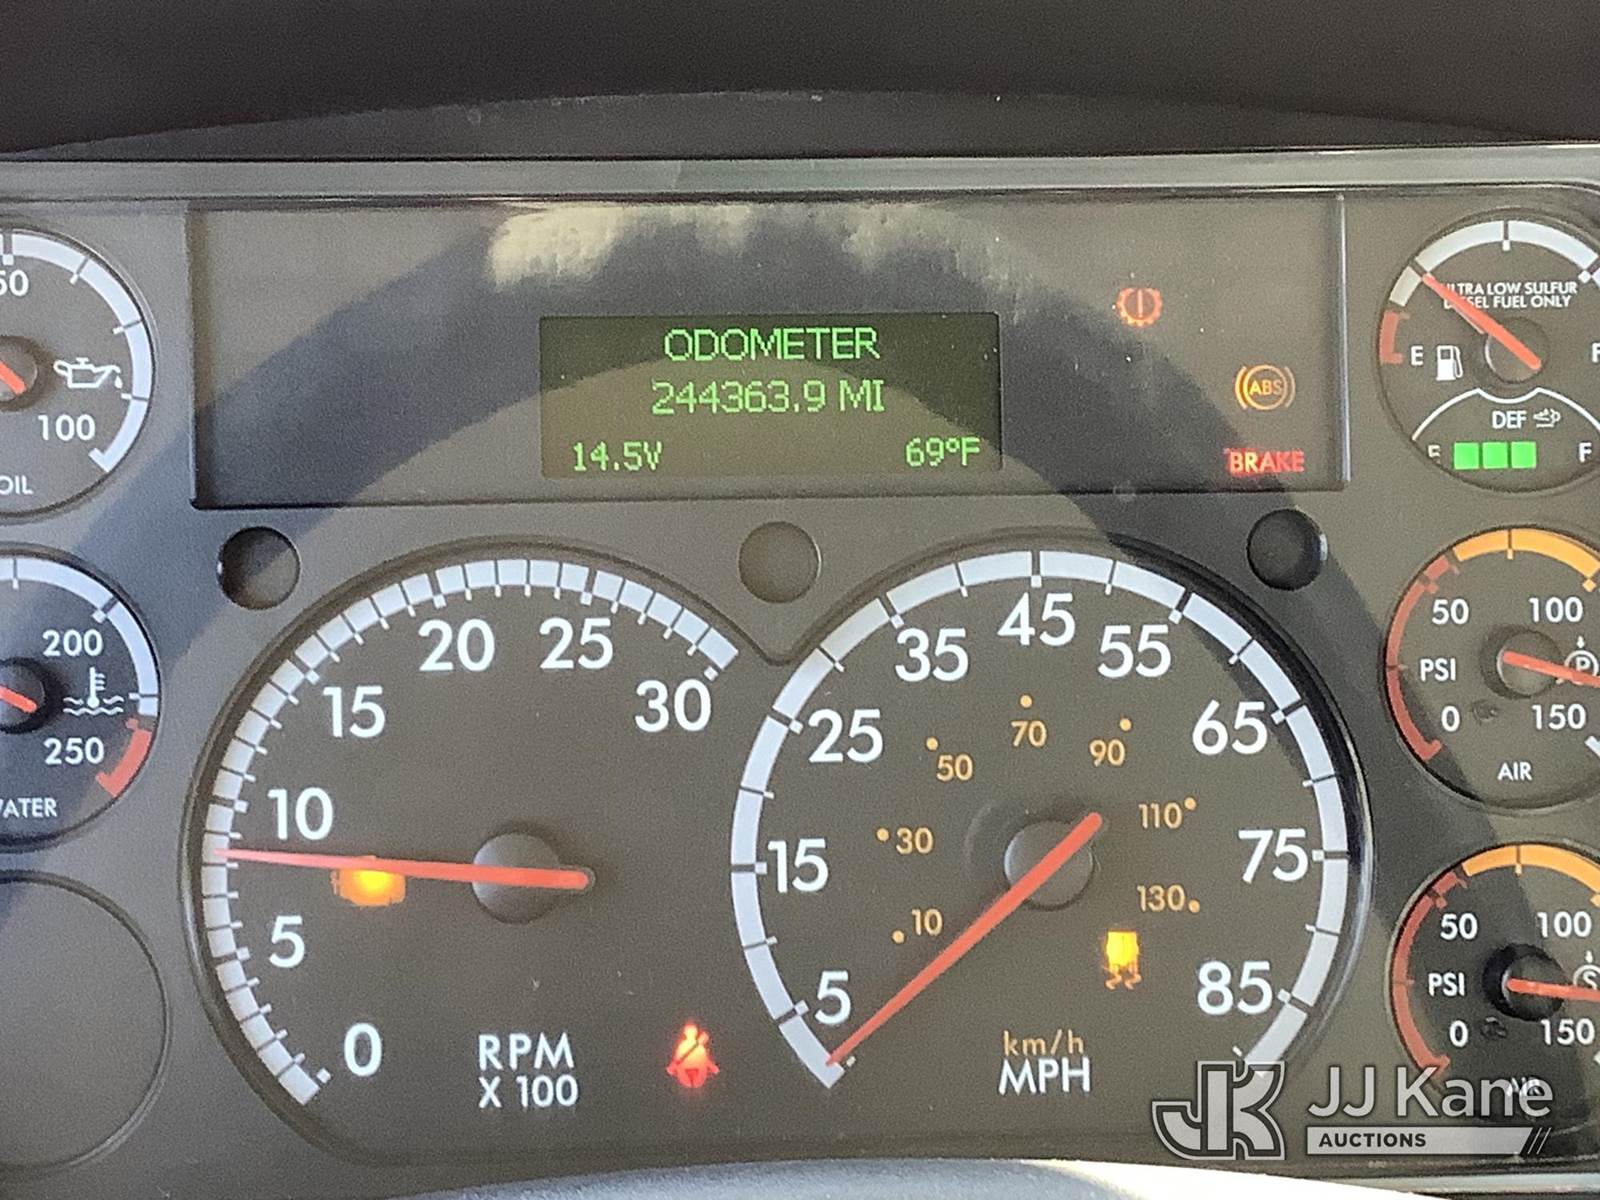 ODOMETER
244363.9 MI
14.5V 69°F
ABS
BRAKE
50
100
OIL
200
250
WATER
ULTRA LOW SULFUR
DIESEL FUEL ONLY
E F
DEF
E F
50 100
PSI P
0 150
AIR
50 100
PSI S
0 150
AIR
0 5 10 15 20 25 30
RPM
X 100
5 15 25 35 45 55 65 75 85
10 30 50 70 90 110 130
km/h
MPH
JK JJ Kane
AUCTIONS